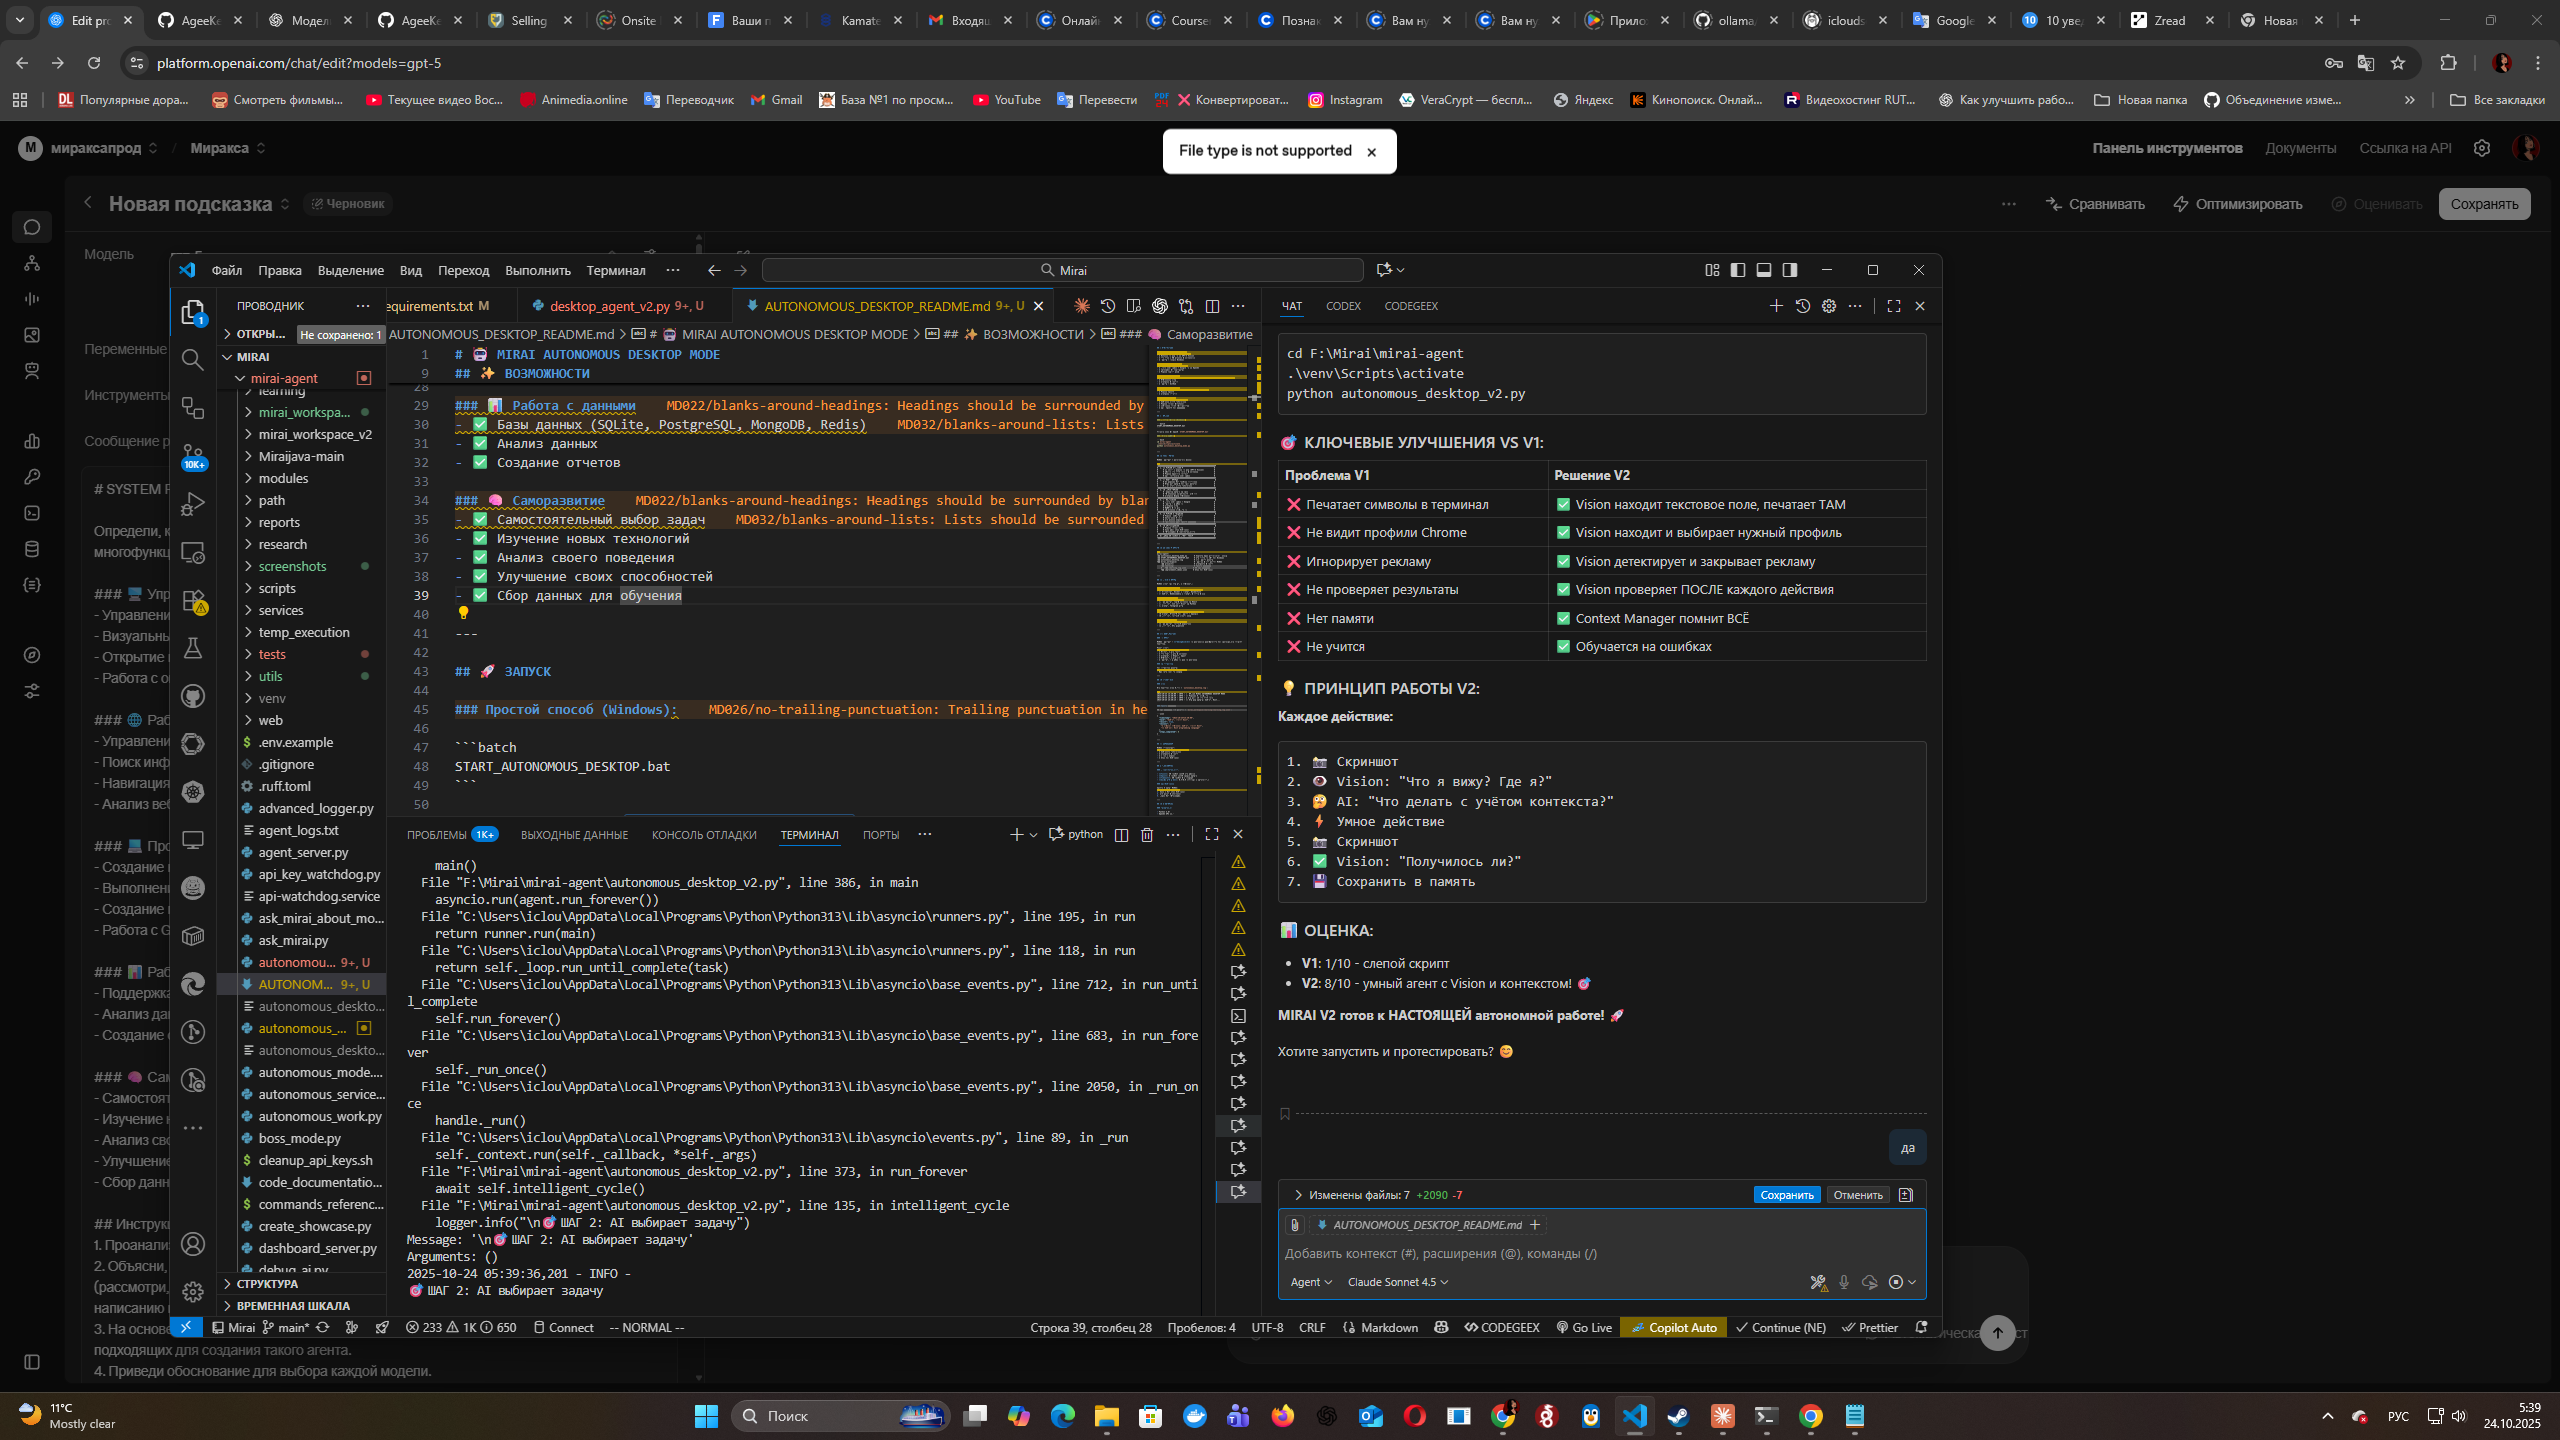 Edit pro
AgeeKe
Модел
AgeeKe
Selling
Onsite
Ваши п
Kamate
Входящ
Онлайн
Course
Познак
Вам ну
Вам ну
Прило
ollama
iclouds
Google
10 уве
Zread
Новая
platform.openai.com/chat/edit?models=gpt-5
Популярные дора...
Смотреть фильмы...
Текущее видео Вос...
Animedia.online
Переводчик
Gmail
База №1 по просм...
YouTube
Перевести
Конвертироват...
Instagram
VeraCrypt — беспл...
Яндекс
Кинопоиск. Онлай...
Видеохостинг RUT...
Как улучшить рабо...
Новая папка
Объединение изме...
Все закладки
M мираксапрод / Миракса
File type is not supported
Панель инструментов
Документы
Ссылка на API
Новая подсказка
Черновик
Сравнивать
Оптимизировать
Оценивать
Сохранять
Модель
Переменные
Инструменты
Сообщение р
# SYSTEM F
Определи, к
многофункц
### 🖥️ Упр
- Управлени
- Визуальн
- Открытие
- Работа с о
### 🌐 Раб
- Управлени
- Поиск инф
- Навигация
- Анализ веб
### 💻 Про
- Создание
- Выполнен
- Создание
- Работа с G
### 📊 Раб
- Поддержка
- Анализ да
- Создание
### 🧠 Сам
- Самостоят
- Изучение н
- Анализ сво
- Улучшение
- Сбор данн
## Инструкц
1. Проанали
2. Объясни,
(рассмотри,
написанию
3. На основе
подходящих для создания такого агента.
4. Приведи обоснование для выбора каждой модели.
Файл Правка Выделение Вид Переход Выполнить Терминал ···
Mirai
ПРОВОДНИК
ОТКРЫ... Не сохранено: 1
MIRAI
mirai-agent
learning
mirai_workspa...
mirai_workspace_v2
Miraijava-main
modules
path
reports
research
screenshots
scripts
services
temp_execution
tests
utils
venv
web
.env.example
.gitignore
.ruff.toml
advanced_logger.py
agent_logs.txt
agent_server.py
api_key_watchdog.py
api-watchdog.service
ask_mirai_about_mo...
ask_mirai.py
autonomou... 9+, U
AUTONOM... 9+, U
autonomous_deskto...
autonomous_...
autonomous_deskto...
autonomous_mode....
autonomous_service...
autonomous_work.py
boss_mode.py
cleanup_api_keys.sh
code_documentatio...
commands_referenc...
create_showcase.py
dashboard_server.py
debug_ai.py
СТРУКТУРА
ВРЕМЕННАЯ ШКАЛА
1
10K+
equirements.txt M
desktop_agent_v2.py 9+, U
AUTONOMOUS_DESKTOP_README.md 9+, U
AUTONOMOUS_DESKTOP_README.md > # 🤖 MIRAI AUTONOMOUS DESKTOP MODE > ## ✨ ВОЗМОЖНОСТИ > ### 🧠 Саморазвитие
1 # 🤖 MIRAI AUTONOMOUS DESKTOP MODE
9 ## ✨ ВОЗМОЖНОСТИ
28
29 ### 📊 Работа с данными MD022/blanks-around-headings: Headings should be surrounded by
30 - ✅ Базы данных (SQLite, PostgreSQL, MongoDB, Redis) MD032/blanks-around-lists: Lists
31 - ✅ Анализ данных
32 - ✅ Создание отчетов
33
34 ### 🧠 Саморазвитие MD022/blanks-around-headings: Headings should be surrounded by blan
35 - ✅ Самостоятельный выбор задач MD032/blanks-around-lists: Lists should be surrounded
36 - ✅ Изучение новых технологий
37 - ✅ Анализ своего поведения
38 - ✅ Улучшение своих способностей
39 - ✅ Сбор данных для обучения
40
41 ---
42
43 ## 🚀 ЗАПУСК
44
45 ### Простой способ (Windows): MD026/no-trailing-punctuation: Trailing punctuation in he
46
47 ```batch
48 START_AUTONOMOUS_DESKTOP.bat
49 ```
50
ПРОБЛЕМЫ 1K+ ВЫХОДНЫЕ ДАННЫЕ КОНСОЛЬ ОТЛАДКИ ТЕРМИНАЛ ПОРТЫ ···
python
main()
File "F:\Mirai\mirai-agent\autonomous_desktop_v2.py", line 386, in main
asyncio.run(agent.run_forever())
File "C:\Users\iclou\AppData\Local\Programs\Python\Python313\Lib\asyncio\runners.py", line 195, in run
return runner.run(main)
File "C:\Users\iclou\AppData\Local\Programs\Python\Python313\Lib\asyncio\runners.py", line 118, in run
return self._loop.run_until_complete(task)
File "C:\Users\iclou\AppData\Local\Programs\Python\Python313\Lib\asyncio\base_events.py", line 712, in run_unti
l_complete
self.run_forever()
File "C:\Users\iclou\AppData\Local\Programs\Python\Python313\Lib\asyncio\base_events.py", line 683, in run_fore
ver
self._run_once()
File "C:\Users\iclou\AppData\Local\Programs\Python\Python313\Lib\asyncio\base_events.py", line 2050, in _run_on
ce
handle._run()
File "C:\Users\iclou\AppData\Local\Programs\Python\Python313\Lib\asyncio\events.py", line 89, in _run
self._context.run(self._callback, *self._args)
File "F:\Mirai\mirai-agent\autonomous_desktop_v2.py", line 373, in run_forever
await self.intelligent_cycle()
File "F:\Mirai\mirai-agent\autonomous_desktop_v2.py", line 135, in intelligent_cycle
logger.info("\n🎯 ШАГ 2: AI выбирает задачу")
Message: '\n🎯 ШАГ 2: AI выбирает задачу'
Arguments: ()
2025-10-24 05:39:36,201 - INFO -
🎯 ШАГ 2: AI выбирает задачу
ЧАТ CODEX CODEGEEX
cd F:\Mirai\mirai-agent
.\venv\Scripts\activate
python autonomous_desktop_v2.py
🎯 КЛЮЧЕВЫЕ УЛУЧШЕНИЯ VS V1:
Проблема V1 Решение V2
❌ Печатает символы в терминал ✅ Vision находит текстовое поле, печатает ТАМ
❌ Не видит профили Chrome ✅ Vision находит и выбирает нужный профиль
❌ Игнорирует рекламу ✅ Vision детектирует и закрывает рекламу
❌ Не проверяет результаты ✅ Vision проверяет ПОСЛЕ каждого действия
❌ Нет памяти ✅ Context Manager помнит ВСЁ
❌ Не учится ✅ Обучается на ошибках
💡 ПРИНЦИП РАБОТЫ V2:
Каждое действие:
1. 📸 Скриншот
2. 👁️ Vision: "Что я вижу? Где я?"
3. 🤔 AI: "Что делать с учётом контекста?"
4. ⚡ Умное действие
5. 📸 Скриншот
6. ✅ Vision: "Получилось ли?"
7. 💾 Сохранить в память
📊 ОЦЕНКА:
• V1: 1/10 - слепой скрипт
• V2: 8/10 - умный агент с Vision и контекстом! 🎯
MIRAI V2 готов к НАСТОЯЩЕЙ автономной работе! 🚀
Хотите запустить и протестировать? 😊
да
Изменены файлы: 7 +2090 -7 Сохранить Отменить
AUTONOMOUS_DESKTOP_README.md
Добавить контекст (#), расширения (@), команды (/)
Agent Claude Sonnet 4.5
Mirai main* 233 1K 650 Connect -- NORMAL --
Строка 39, столбец 28 Пробелов: 4 UTF-8 CRLF Markdown CODEGEEX Go Live Copilot Auto Continue (NE) Prettier
11°C
Mostly clear
Поиск
РУС
5:39
24.10.2025